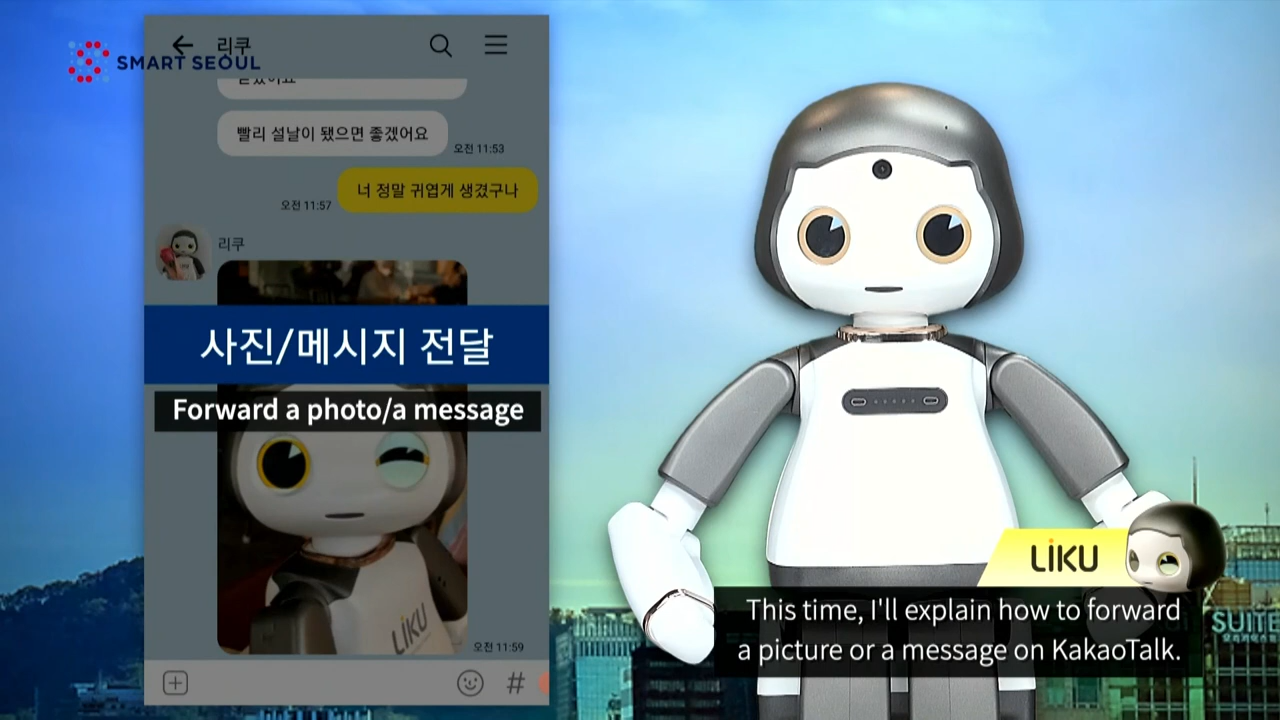 SMART SEOUL
리쿠
빨리 설날이 됐으면 좋겠어요
오전 11:53
너 정말 귀엽게 생겼구나
오전 11:57
리쿠
사진/메시지 전달
Forward a photo/a message
LIKU
오전 11:59
#
LIKU
This time, I'll explain how to forward
a picture or a message on KakaoTalk.
SUITE